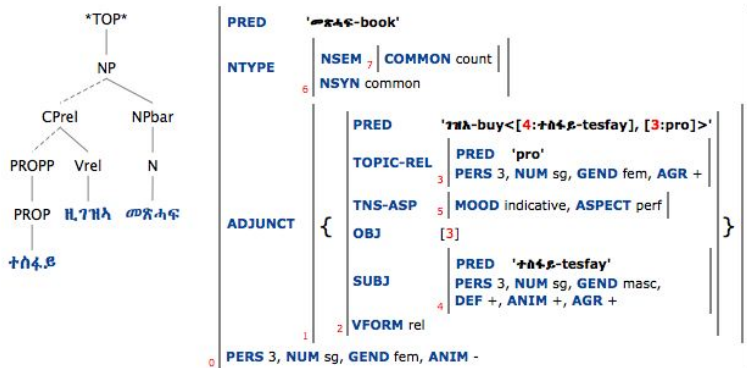 *TOP*
NP
CPrel NPbar
PROPP Vrel N
PROP ዚገዝኣ መጽሓፍ
ተስፋይ
PRED 'መጽሓፍ-book'
NTYPE NSEM 7 COMMON count
6 NSYN common
PRED 'ገዝአ-buy<[4:ተስፋይ-tesfay], [3:pro]>'
PRED 'pro'
TOPIC-REL
3 PERS 3, NUM sg, GEND fem, AGR +
TNS-ASP 5 MOOD indicative, ASPECT perf
ADJUNCT { }
OBJ [3]
PRED 'ተስፋይ-tesfay'
SUBJ PERS 3, NUM sg, GEND masc,
4 DEF +, ANIM +, AGR +
1 2 VFORM rel
0 PERS 3, NUM sg, GEND fem, ANIM -